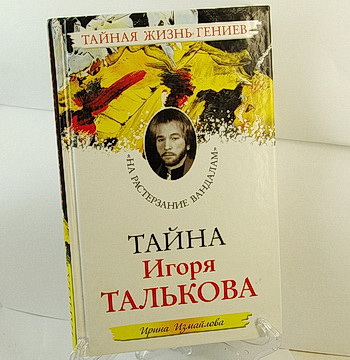 ТАЙНАЯ ЖИЗНЬ ГЕНИЕВ
«НА РАСТЕРЗАНИЕ ВАНДАЛАМ»
ТАЙНА
Игоря
ТАЛЬКОВА
Ирина Измайлова